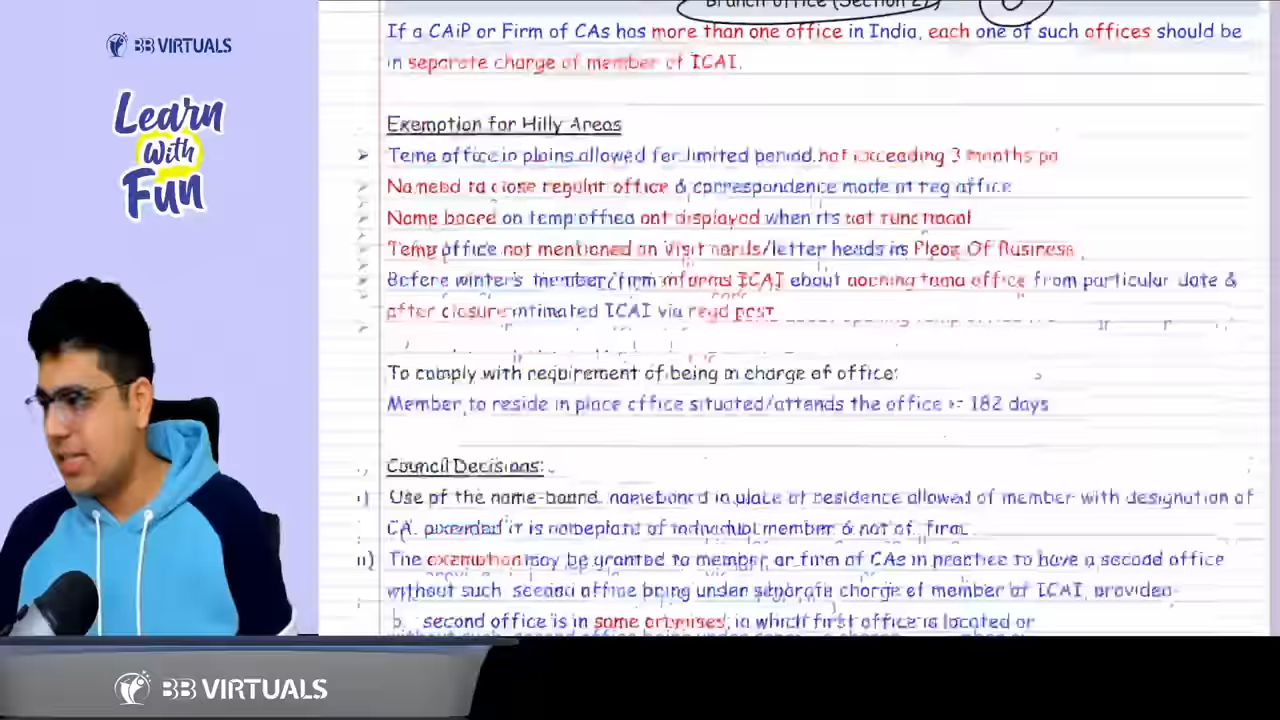 BB VIRTUALS
Learn
With
Fun
Branch Office (Section 27)
If a CAiP or Firm of CAs has more than one office in India, each one of such offices should be
in separate charge of member of ICAI.
Exemption for Hilly Areas
office in plains allowed for limited period, not exceeding 3 months pa
to close regular office & correspondence made at reg office
Name board on temp office not displayed when its not
Temp office not mentioned on Visit /letter heads as Of Business
Before winter's member/firm informs ICAI about temp office from particular date &
after closure intimated ICAI via regd post
To comply with requirement of being in charge of office:
Member to reside in place office situated/attends the office >= 182 days
Council Decisions:
i) Use of the name-board: in place of residence allowed of member with designation of
CA, it is nameplate of individual member & not of firm.
ii) The may be granted to member or firm of CAs in practice to have a second office
without such second office being under separate charge of member of ICAI, provided-
second office is in same premises, in which first office is located or
BB VIRTUALS